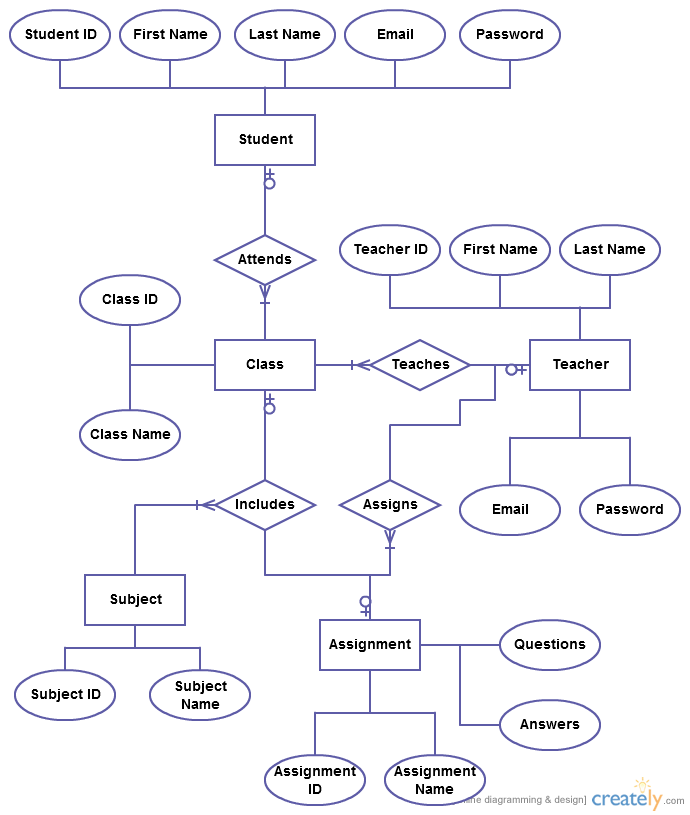 Student ID
First Name
Last Name
Email
Password
Student
Attends
Teacher ID
First Name
Last Name
Class ID
Class
Teaches
Teacher
Class Name
Includes
Assigns
Email
Password
Subject
Assignment
Questions
Subject ID
Subject
Name
Answers
Assignment
ID
Assignment
Name
diagramming & design]
creately.com